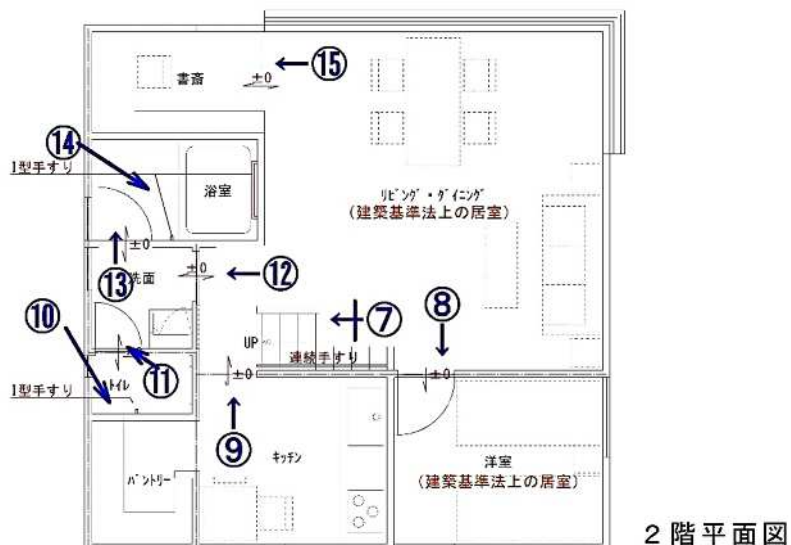 書斎
±0
⑮
⑭
I型手すり
浴室
リビング・ダイニング
(建築基準法上の居室)
±0
⑬
洗面
±0
⑫
⑩
UP
⑦
⑧
連続手すり
⑪
トイレ
±0
±0
I型手すり
⑨
キッチン
パントリー
洋室
(建築基準法上の居室)
2階平面図